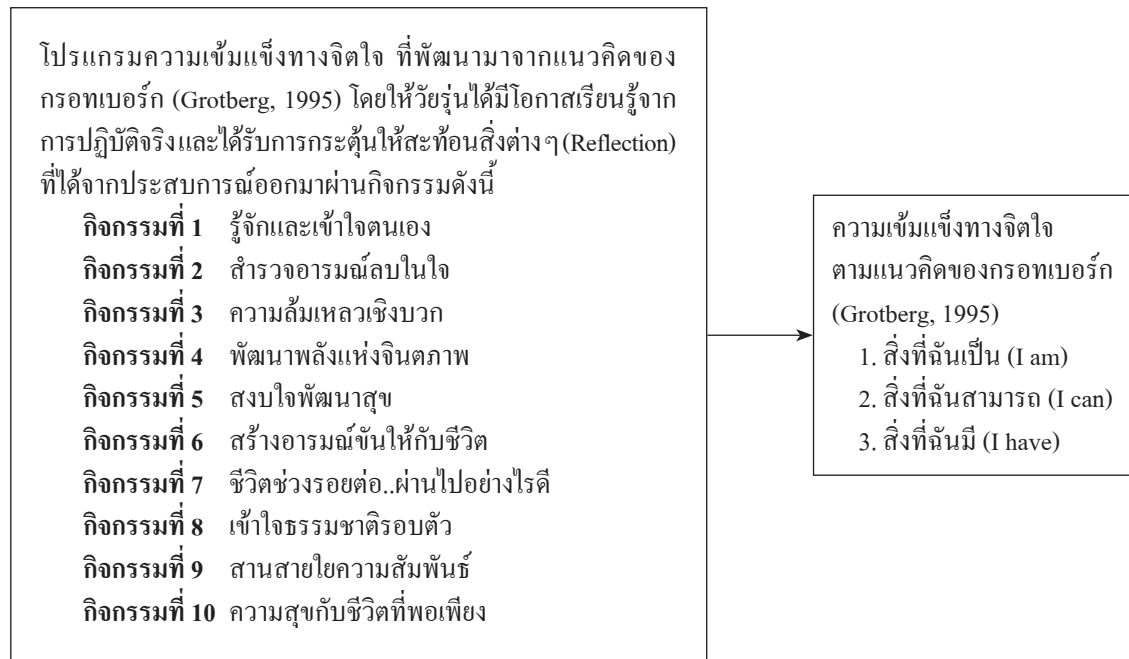 โปรแกรมความเข้มแข็งทางจิตใจ ที่พัฒนามาจากแนวคิดของ
กรอทเบอร์ก (Grotberg, 1995) โดยให้วัยรุ่นได้มีโอกาสเรียนรู้จาก
การปฏิบัติจริงและได้รับการกระตุ้นให้สะท้อนสิ่งต่างๆ (Reflection)
ที่ได้จากประสบการณ์ออกมาผ่านกิจกรรมดังนี้
กิจกรรมที่ 1 รู้จักและเข้าใจตนเอง
กิจกรรมที่ 2 สำรวจอารมณ์ลบในใจ
กิจกรรมที่ 3 ความล้มเหลวเชิงบวก
กิจกรรมที่ 4 พัฒนาพลังแห่งจินตภาพ
กิจกรรมที่ 5 สงบใจพัฒนาสุข
กิจกรรมที่ 6 สร้างอารมณ์ขันให้กับชีวิต
กิจกรรมที่ 7 ชีวิตช่วงรอยต่อ..ผ่านไปอย่างไรดี
กิจกรรมที่ 8 เข้าใจธรรมชาติรอบตัว
กิจกรรมที่ 9 สานสายใยความสัมพันธ์
กิจกรรมที่ 10 ความสุขกับชีวิตที่พอเพียง
ความเข้มแข็งทางจิตใจ
ตามแนวคิดของกรอทเบอร์ก
(Grotberg, 1995)
1. สิ่งที่ฉันเป็น (I am)
2. สิ่งที่ฉันสามารถ (I can)
3. สิ่งที่ฉันมี (I have)